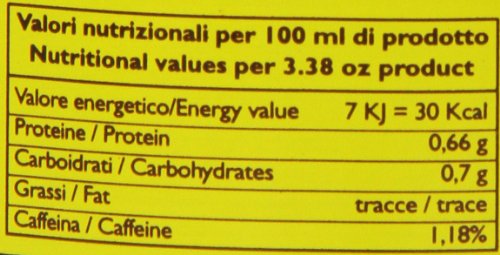 Valori nutrizionali per 100 ml di prodotto
Nutritional values per 3.38 oz product
Valore energetico/Energy value 7 KJ = 30 Kcal
Proteine / Protein 0,66 g
Carboidrati / Carbohydrates 0,7 g
Grassi / Fat tracce / trace
Caffeina / Caffeine 1,18%